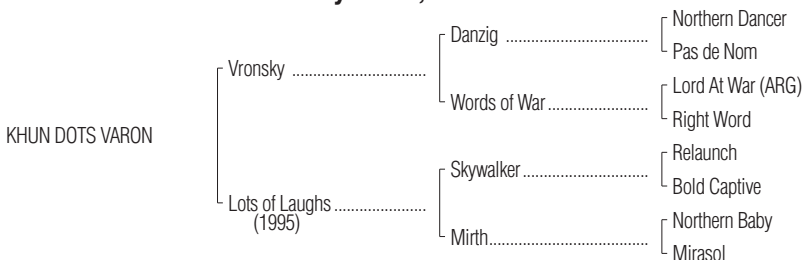 Northern Dancer
Danzig ..................................
Pas de Nom
Vronsky ................................
Lord At War (ARG)
Words of War........................
Right Word
KHUN DOTS VARON
Relaunch
Skywalker..............................
Bold Captive
Lots of Laughs......................
(1995)
Northern Baby
Mirth......................................
Mirasol